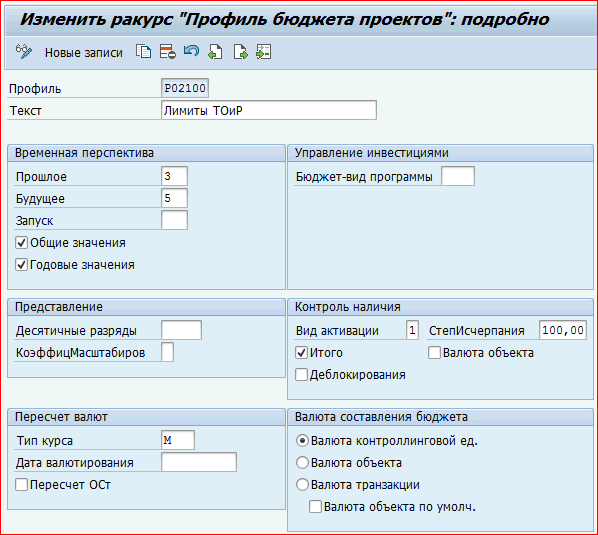 Изменить ракурс "Профиль бюджета проектов": подробно
Новые записи
Профиль P02100
Текст Лимиты ТОиР
Временная перспектива
Прошлое 3
Будущее 5
Запуск
Общие значения
Годовые значения
Управление инвестициями
Бюджет-вид программы
Представление
Десятичные разряды
КоэффицМасштабиров
Контроль наличия
Вид активации 1 СтепИсчерпания 100,00
Итого Валюта объекта
Деблокирования
Пересчет валют
Тип курса M
Дата валютирования
Пересчет ОСт
Валюта составления бюджета
Валюта контроллинговой ед.
Валюта объекта
Валюта транзакции
Валюта объекта по умолч.